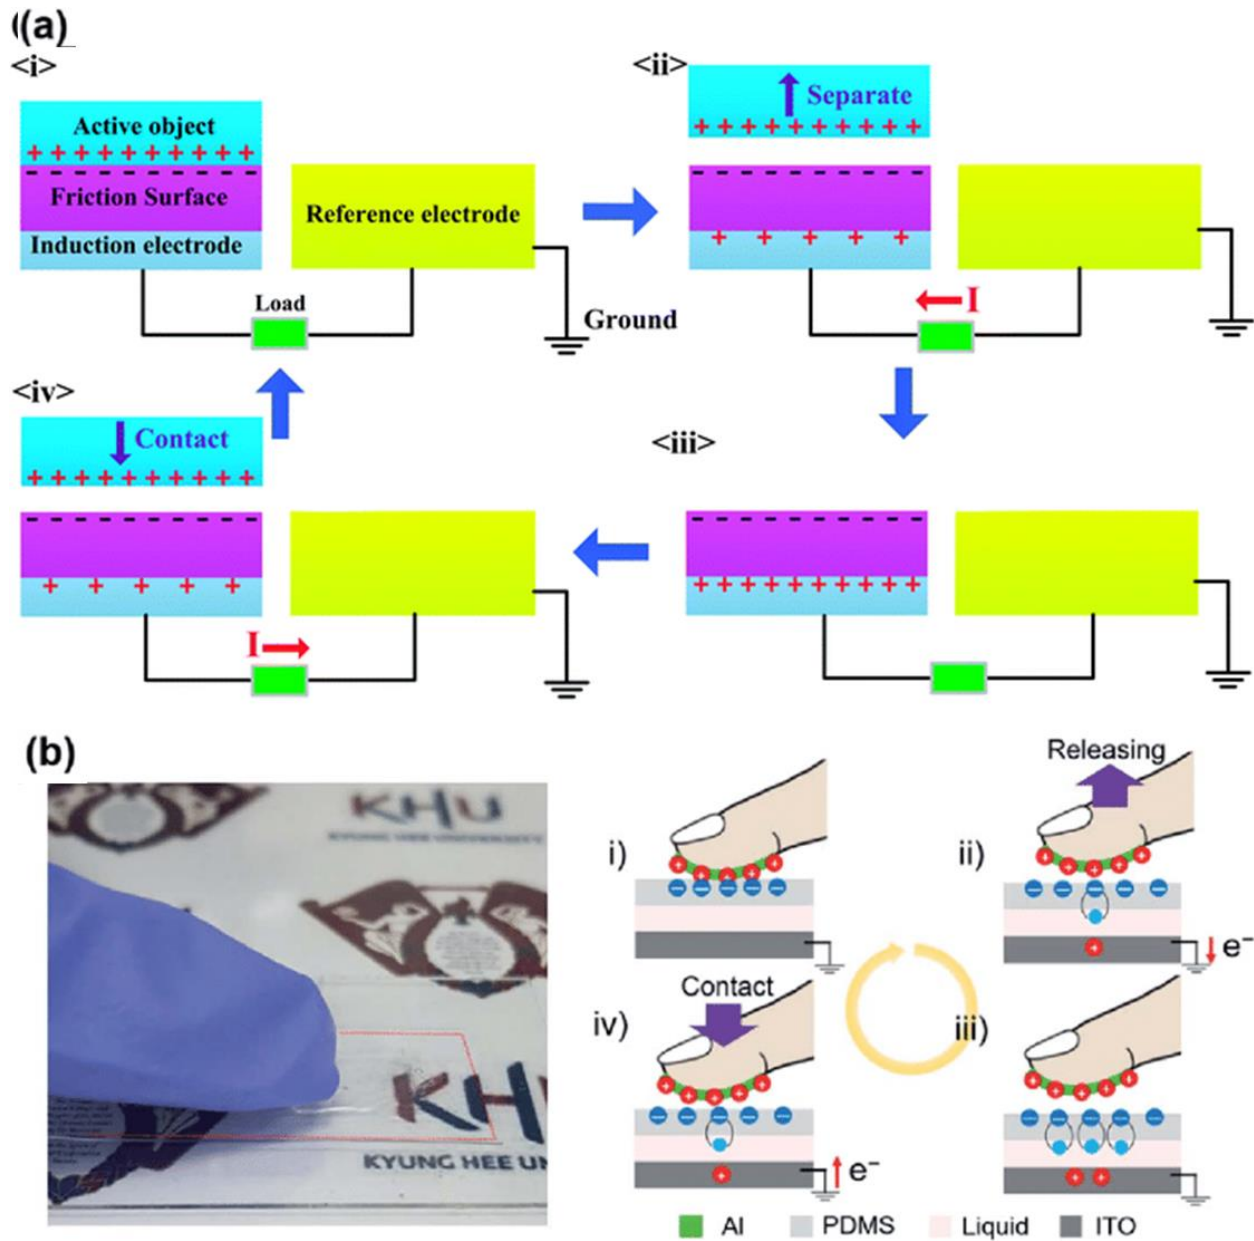 (a)
<i>
Active object
+ + + + + + + + + +
- - - - - - - - - -
Friction Surface
Induction electrode
Reference electrode
Load
Ground
<ii>
Separate
+ + + + + + + + + +
- - - - - - - - - -
+ + + + +
I
<iv>
Contact
+ + + + + + + + + +
- - - - - - - - - -
+ + + + +
I
<iii>
- - - - - - - - - -
+ + + + + + + + + +
(b)
KHU
KYUNG HEE UNIVERSITY
KH
KYUNG HEE UN
i)
Releasing
ii)
e⁻
Contact
iv)
e⁻
iii)
Al
PDMS
Liquid
ITO